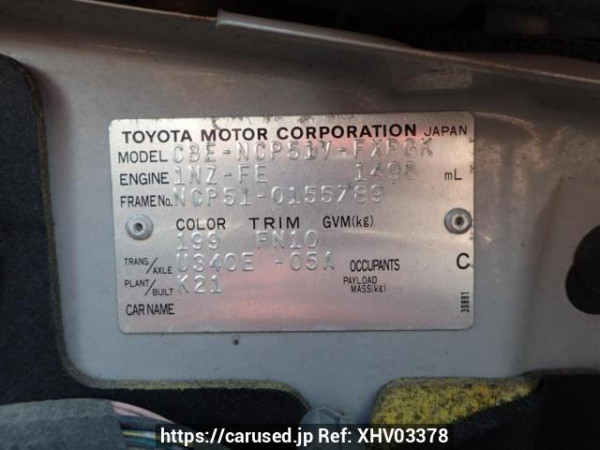 TOYOTA MOTOR CORPORATION JAPAN
MODEL CBE-NCP51V-FXPGK
ENGINE 1NZ-FE 1496 mL
FRAME No. NCP51-0155789
COLOR TRIM GVM(kg)
199 FN10
TRANS/AXLE U340E -05A OCCUPANTS C
PLANT/BUILT K21 PAYLOAD MASS(kg)
CAR NAME
30881
https://carused.jp Ref: XHV03378